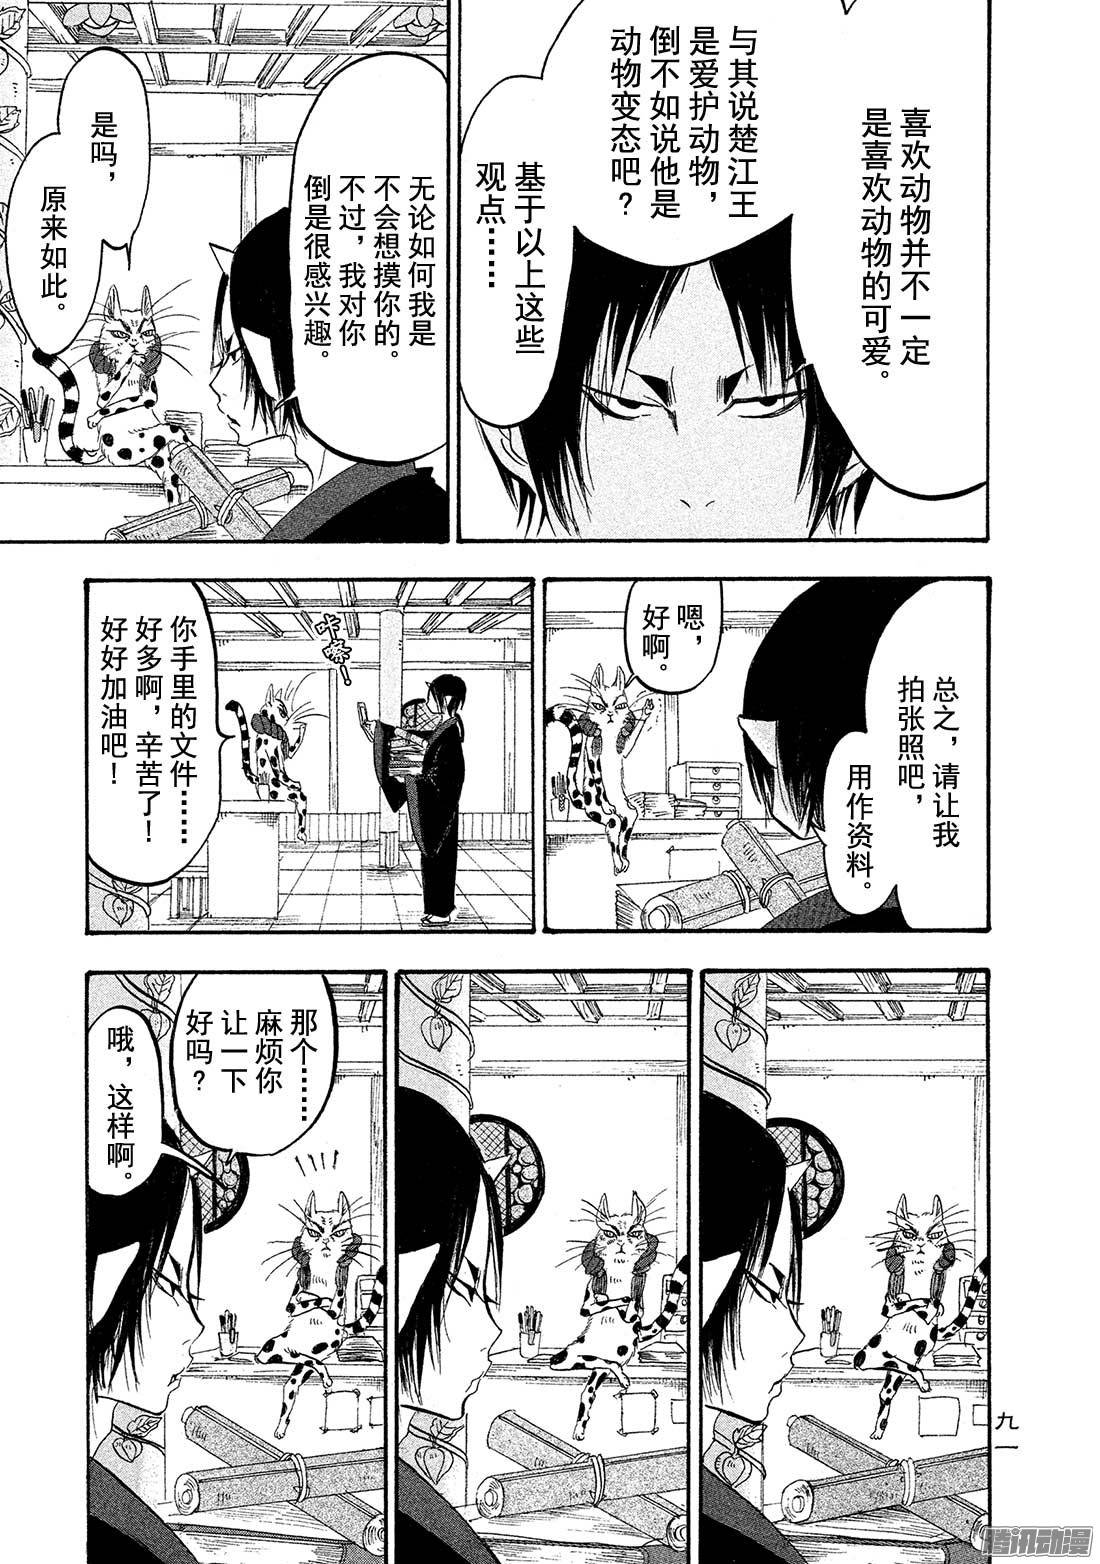 喜欢动物并不一定
是喜欢动物的可爱。
与其说楚江王
是爱护动物，
倒不如说他是
动物变态吧？
基于以上这些
观点……
无论如何我是
不会想摸你的。
不过，我对你
倒是很感兴趣。
是吗，
原来如此。
总之，请让我
拍张照吧，
用作资料。
嗯，
好啊。
咔嚓！
你手里的文件……
好多啊，辛苦了！
好好加油吧！
那个……
麻烦你
让一下
好吗？
哦，这样啊。
九一
腾讯动漫